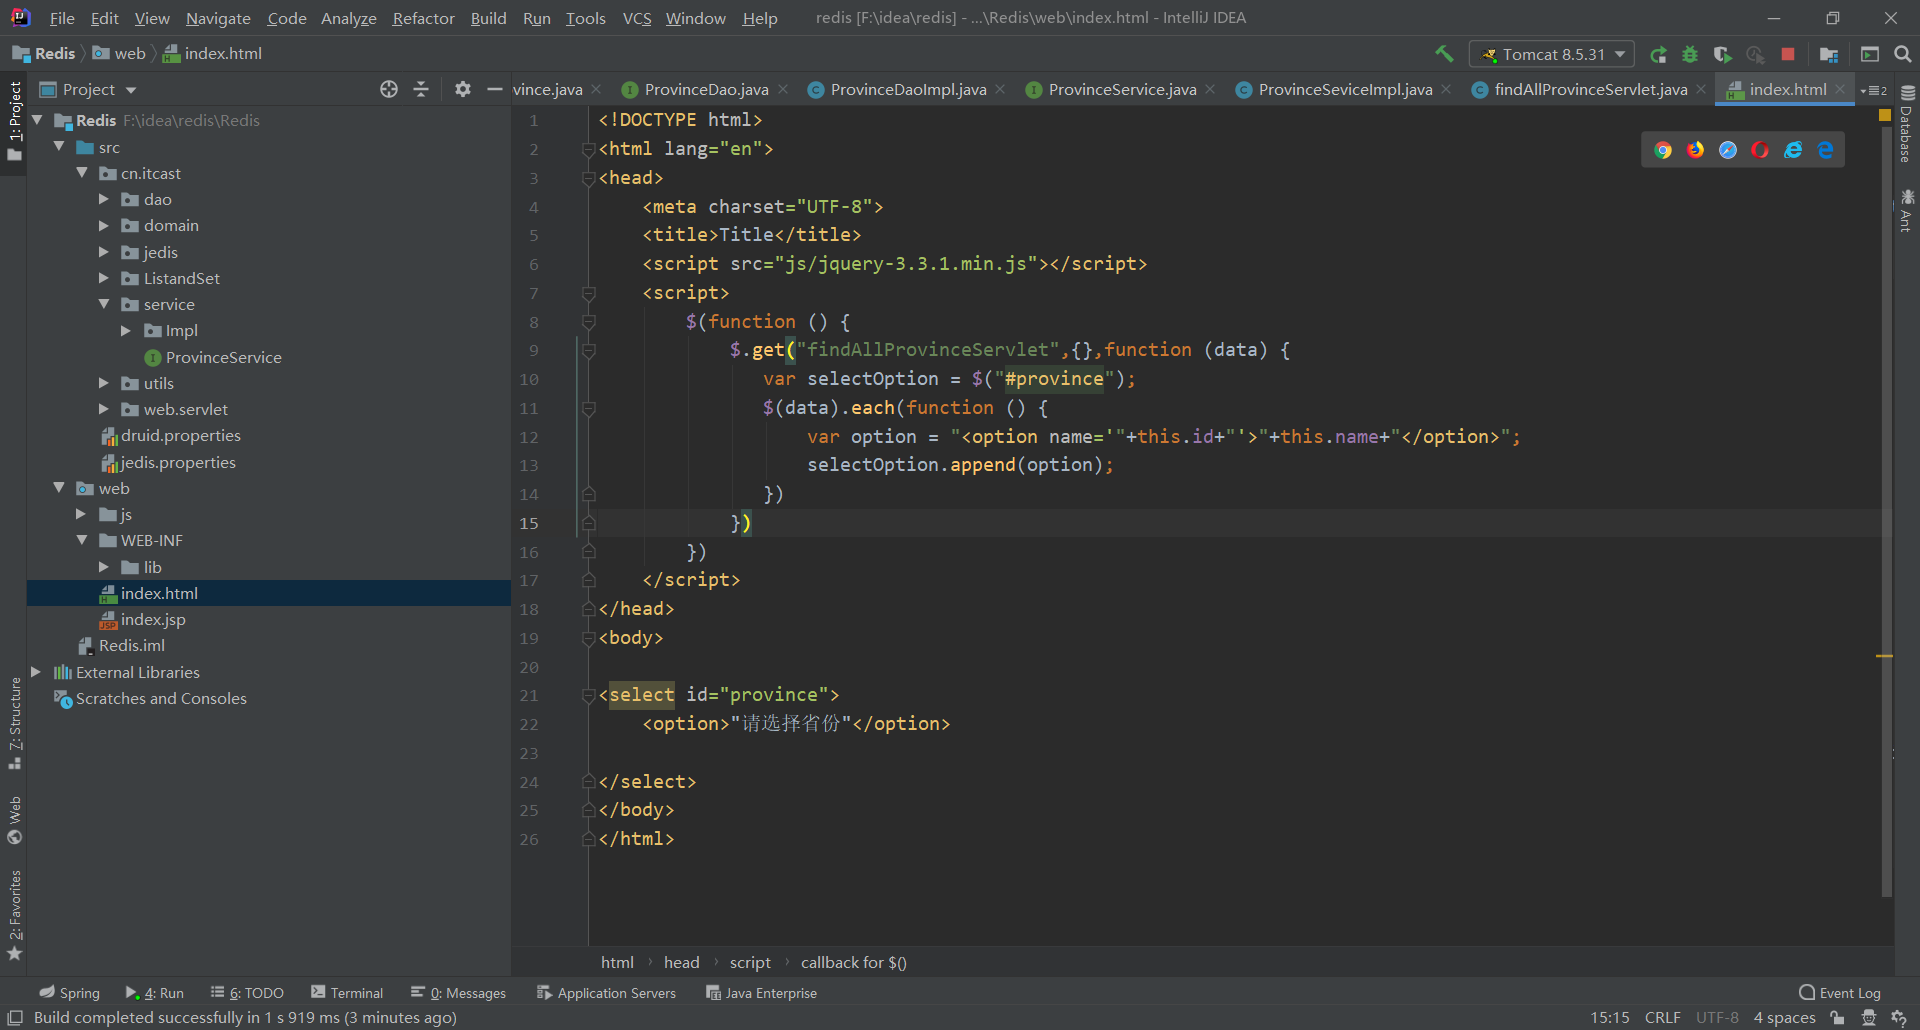 File Edit View Navigate Code Analyze Refactor Build Run Tools VCS Window Help redis [F:\idea\redis] - ...\Redis\web\index.html - IntelliJ IDEA
Redis web index.html Tomcat 8.5.31
Project vince.java ProvinceDao.java ProvinceDaoImpl.java ProvinceService.java ProvinceSeviceImpl.java findAllProvinceServlet.java index.html 2
1: Project
7: Structure
Web
2: Favorites
Redis F:\idea\redis\Redis
src
cn.itcast
dao
domain
jedis
ListandSet
service
Impl
ProvinceService
utils
web.servlet
druid.properties
jedis.properties
web
js
WEB-INF
lib
index.html
index.jsp
Redis.iml
External Libraries
Scratches and Consoles
1 <!DOCTYPE html>
2 <html lang="en">
3 <head>
4 <meta charset="UTF-8">
5 <title>Title</title>
6 <script src="js/jquery-3.3.1.min.js"></script>
7 <script>
8 $(function () {
9 $.get("findAllProvinceServlet",{},function (data) {
10 var selectOption = $("#province");
11 $(data).each(function () {
12 var option = "<option name='"+this.id+"'>"+this.name+"</option>";
13 selectOption.append(option);
14 })
15 })
16 })
17 </script>
18 </head>
19 <body>
20
21 <select id="province">
22 <option>"请选择省份"</option>
23
24 </select>
25 </body>
26 </html>
Database
Ant
html head script callback for $()
Spring 4: Run 6: TODO Terminal 0: Messages Application Servers Java Enterprise Event Log
Build completed successfully in 1 s 919 ms (3 minutes ago) 15:15 CRLF UTF-8 4 spaces